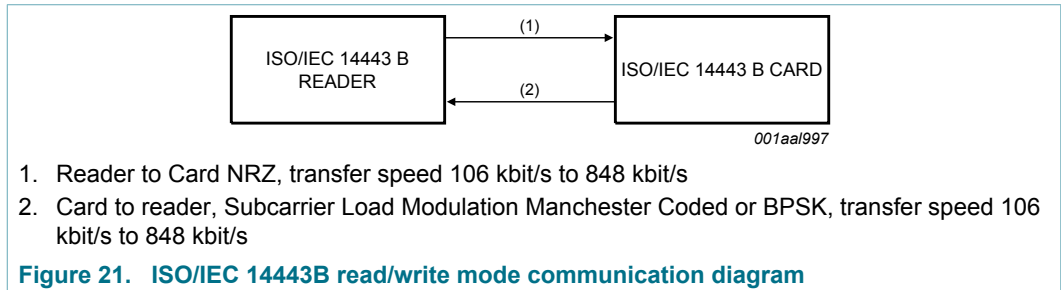 (1)
ISO/IEC 14443 B
READER
ISO/IEC 14443 B CARD
(2)
001aal997
1. Reader to Card NRZ, transfer speed 106 kbit/s to 848 kbit/s
2. Card to reader, Subcarrier Load Modulation Manchester Coded or BPSK, transfer speed 106
kbit/s to 848 kbit/s
Figure 21. ISO/IEC 14443B read/write mode communication diagram